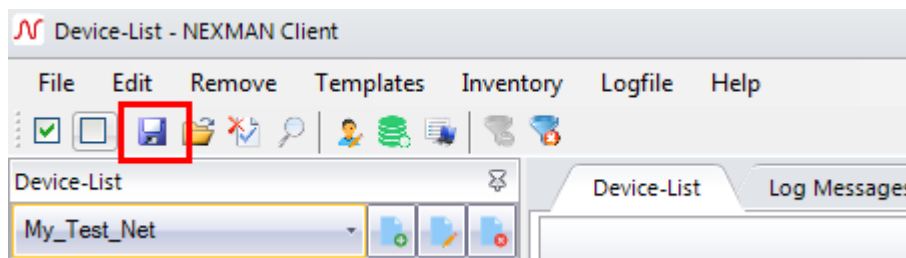 Device-List - NEXMAN Client
File Edit Remove Templates Inventory Logfile Help
Device-List Device-List Log Messages
My_Test_Net